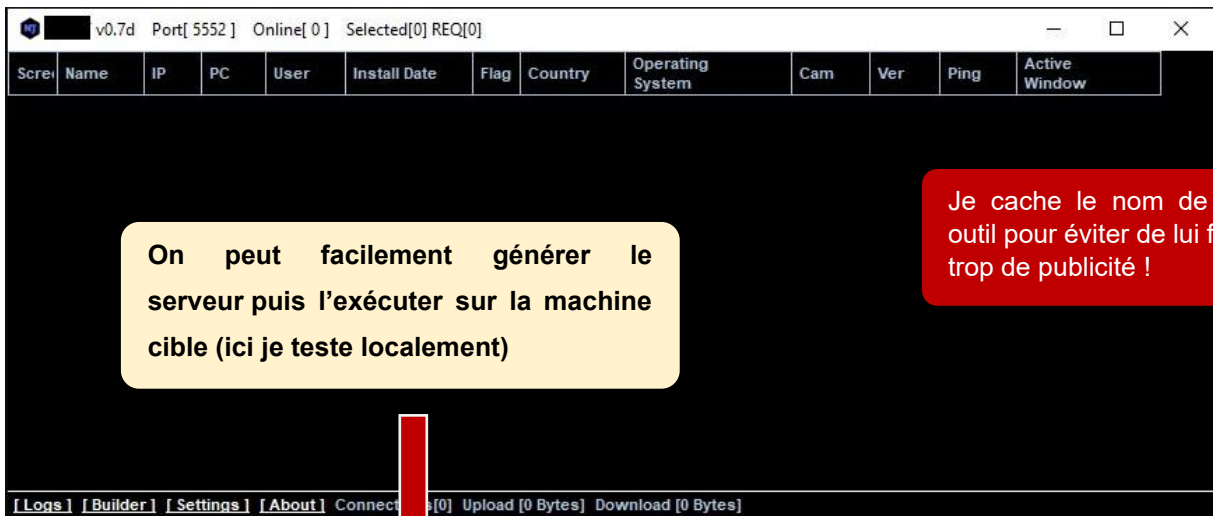 v0.7d Port[ 5552 ] Online[ 0 ] Selected[0] REQ[0]
Scree Name IP PC User Install Date Flag Country Operating System Cam Ver Ping Active Window
Je cache le nom de
outil pour éviter de lui f
trop de publicité !
On peut facilement générer le
serveur puis l’exécuter sur la machine
cible (ici je teste localement)
[ Logs ] [ Builder ] [ Settings ] [ About ] Connect s[0] Upload [0 Bytes] Download [0 Bytes]